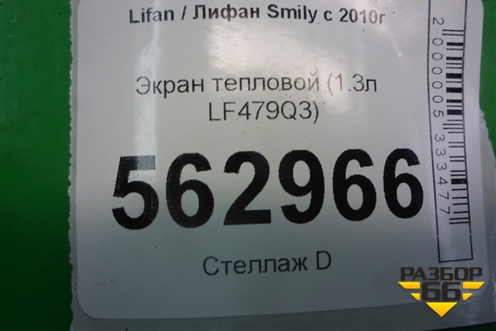 Lifan / Лифан Smily с 2010г
Экран тепловой (1.3л
LF479Q3)
562966
Стеллаж D
2000005333477
РАЗБОР
66